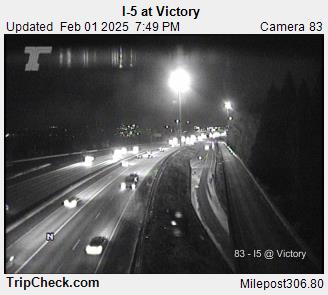 I-5 at Victory
Updated Feb 01 2025 7:49 PM Camera 83
T
N
83 - I5 @ Victory
TripCheck.com Milepost306.80